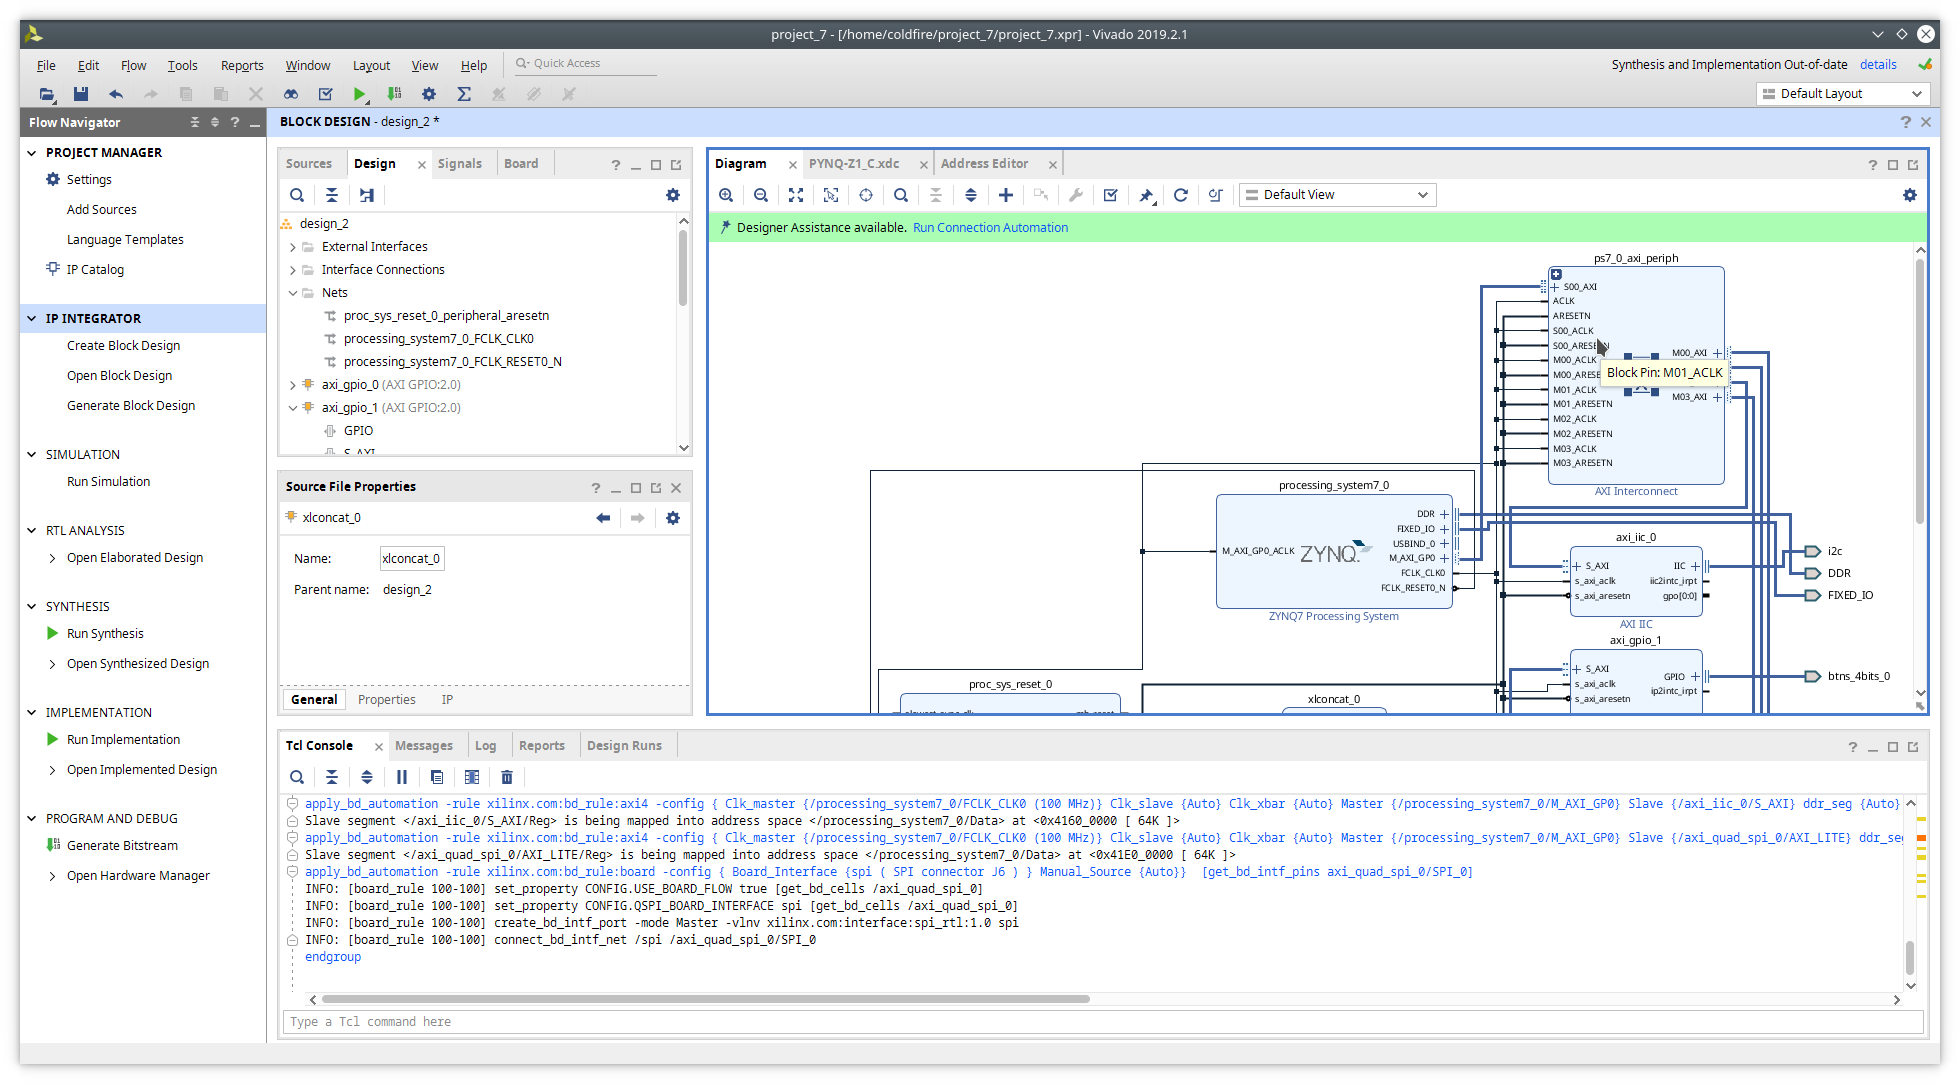 project_7 - [/home/coldfire/project_7/project_7.xpr] - Vivado 2019.2.1
File Edit Flow Tools Reports Window Layout View Help Quick Access
Synthesis and Implementation Out-of-date details
Default Layout
Flow Navigator
PROJECT MANAGER
Settings
Add Sources
Language Templates
IP Catalog
IP INTEGRATOR
Create Block Design
Open Block Design
Generate Block Design
SIMULATION
Run Simulation
RTL ANALYSIS
Open Elaborated Design
SYNTHESIS
Run Synthesis
Open Synthesized Design
IMPLEMENTATION
Run Implementation
Open Implemented Design
PROGRAM AND DEBUG
Generate Bitstream
Open Hardware Manager
BLOCK DESIGN - design_2 *
Sources Design Signals Board
design_2
External Interfaces
Interface Connections
Nets
proc_sys_reset_0_peripheral_aresetn
processing_system7_0_FCLK_CLK0
processing_system7_0_FCLK_RESET0_N
axi_gpio_0 (AXI GPIO:2.0)
axi_gpio_1 (AXI GPIO:2.0)
GPIO
S_AXI
Source File Properties
xlconcat_0
Name: xlconcat_0
Parent name: design_2
General Properties IP
Diagram PYNQ-Z1_C.xdc Address Editor
Default View
Designer Assistance available. Run Connection Automation
ps7_0_axi_periph
S00_AXI
ACLK
ARESETN
S00_ACLK
S00_ARESE
M00_ACLK
M00_ARESE
M01_ACLK
M01_ARESETN
M02_ACLK
M02_ARESETN
M03_ACLK
M03_ARESETN
M00_AXI
Block Pin: M01_ACLK
M03_AXI
AXI Interconnect
processing_system7_0
M_AXI_GP0_ACLK
ZYNQ
DDR
FIXED_IO
USBIND_0
M_AXI_GP0
FCLK_CLK0
FCLK_RESET0_N
ZYNQ7 Processing System
axi_iic_0
S_AXI
s_axi_aclk
s_axi_aresetn
IIC
iic2intc_irpt
gpo[0:0]
AXI IIC
i2c
DDR
FIXED_IO
axi_gpio_1
S_AXI
s_axi_aclk
s_axi_aresetn
GPIO
ip2intc_irpt
btns_4bits_0
proc_sys_reset_0
xlconcat_0
Tcl Console Messages Log Reports Design Runs
apply_bd_automation -rule xilinx.com:bd_rule:axi4 -config { Clk_master {/processing_system7_0/FCLK_CLK0 (100 MHz)} Clk_slave {Auto} Clk_xbar {Auto} Master {/processing_system7_0/M_AXI_GP0} Slave {/axi_iic_0/S_AXI} ddr_seg {Auto}
Slave segment </axi_iic_0/S_AXI/Reg> is being mapped into address space </processing_system7_0/Data> at <0x4160_0000 [ 64K ]>
apply_bd_automation -rule xilinx.com:bd_rule:axi4 -config { Clk_master {/processing_system7_0/FCLK_CLK0 (100 MHz)} Clk_slave {Auto} Clk_xbar {Auto} Master {/processing_system7_0/M_AXI_GP0} Slave {/axi_quad_spi_0/AXI_LITE} ddr_se
Slave segment </axi_quad_spi_0/AXI_LITE/Reg> is being mapped into address space </processing_system7_0/Data> at <0x41E0_0000 [ 64K ]>
apply_bd_automation -rule xilinx.com:bd_rule:board -config { Board_Interface {spi ( SPI connector J6 ) } Manual_Source {Auto}} [get_bd_intf_pins axi_quad_spi_0/SPI_0]
INFO: [board_rule 100-100] set_property CONFIG.USE_BOARD_FLOW true [get_bd_cells /axi_quad_spi_0]
INFO: [board_rule 100-100] set_property CONFIG.QSPI_BOARD_INTERFACE spi [get_bd_cells /axi_quad_spi_0]
INFO: [board_rule 100-100] create_bd_intf_port -mode Master -vlnv xilinx.com:interface:spi_rtl:1.0 spi
INFO: [board_rule 100-100] connect_bd_intf_net /spi /axi_quad_spi_0/SPI_0
endgroup
Type a Tcl command here